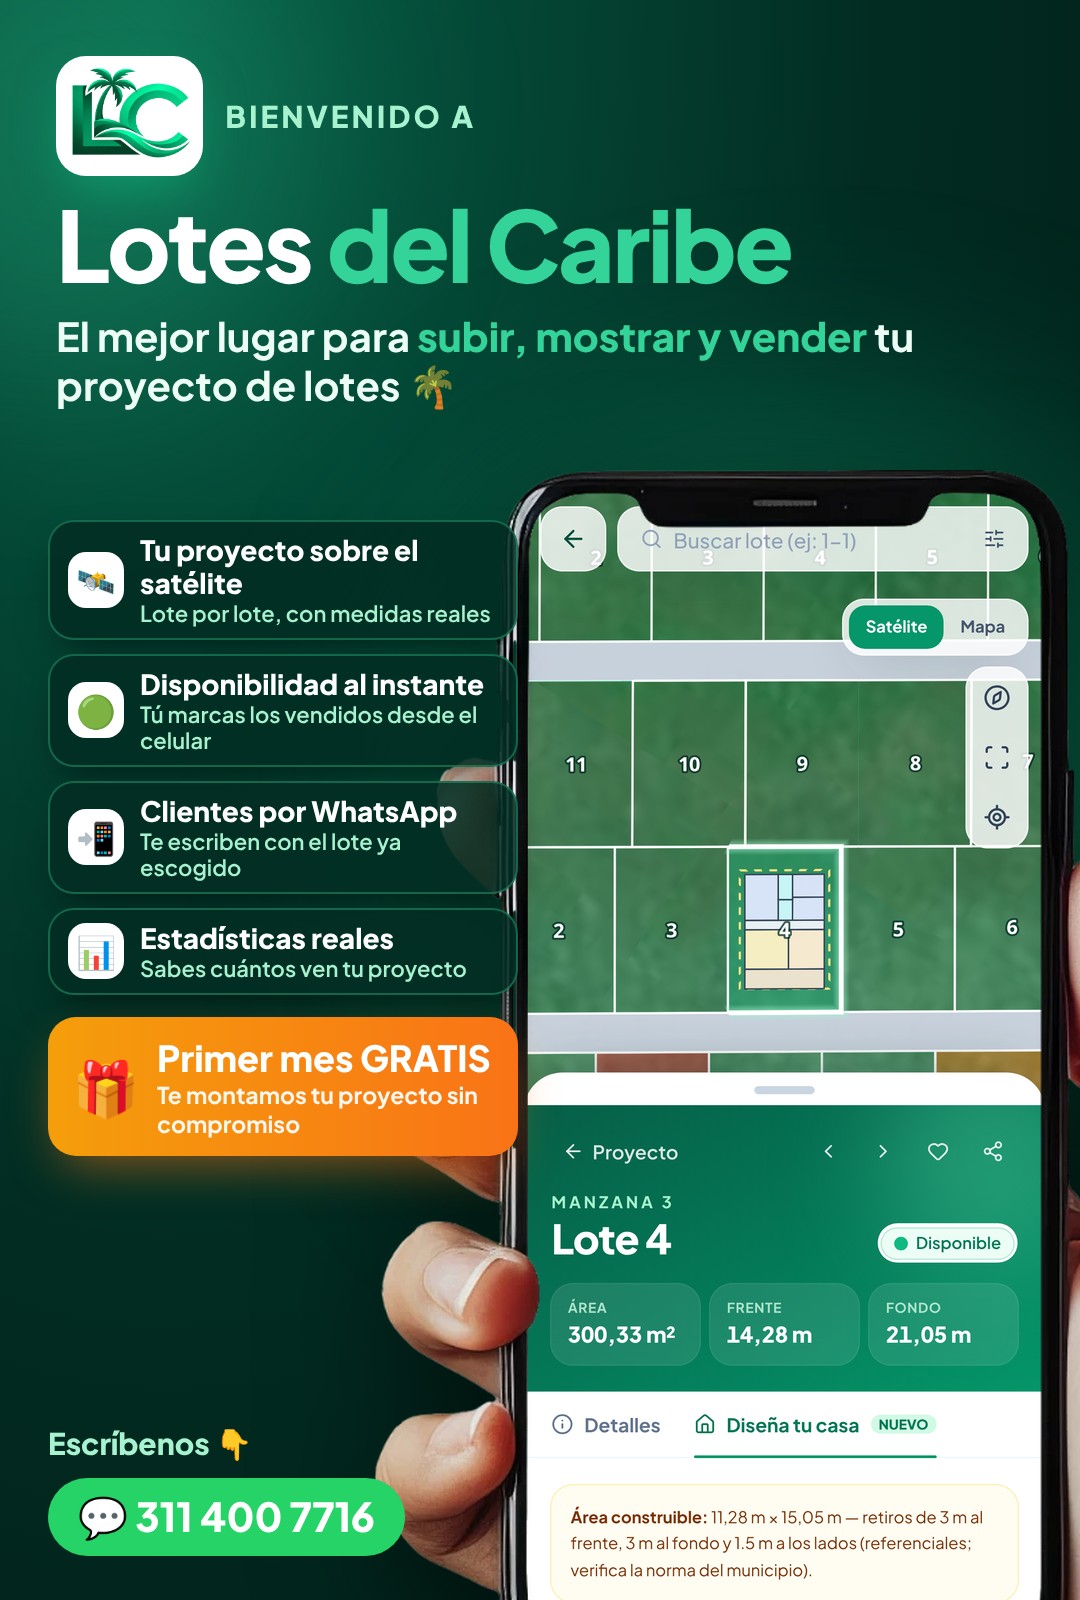 LC
BIENVENIDO A
Lotes del Caribe
El mejor lugar para subir, mostrar y vender tu
proyecto de lotes
Tu proyecto sobre el
satélite
Lote por lote, con medidas reales
Disponibilidad al instante
Tú marcas los vendidos desde el
celular
Clientes por WhatsApp
Te escriben con el lote ya
escogido
Estadísticas reales
Sabes cuántos ven tu proyecto
Primer mes GRATIS
Te montamos tu proyecto sin
compromiso
Escríbenos
311 400 7716
Buscar lote (ej: 1-1)
2 3 4 5
Satélite Mapa
11 10 9 8 7
2 3 4 5 6
Proyecto
MANZANA 3
Lote 4
Disponible
ÁREA FRENTE FONDO
300,33 m² 14,28 m 21,05 m
Detalles Diseña tu casa NUEVO
Área construible: 11,28 m × 15,05 m — retiros de 3 m al
frente, 3 m al fondo y 1.5 m a los lados (referenciales;
verifica la norma del municipio).